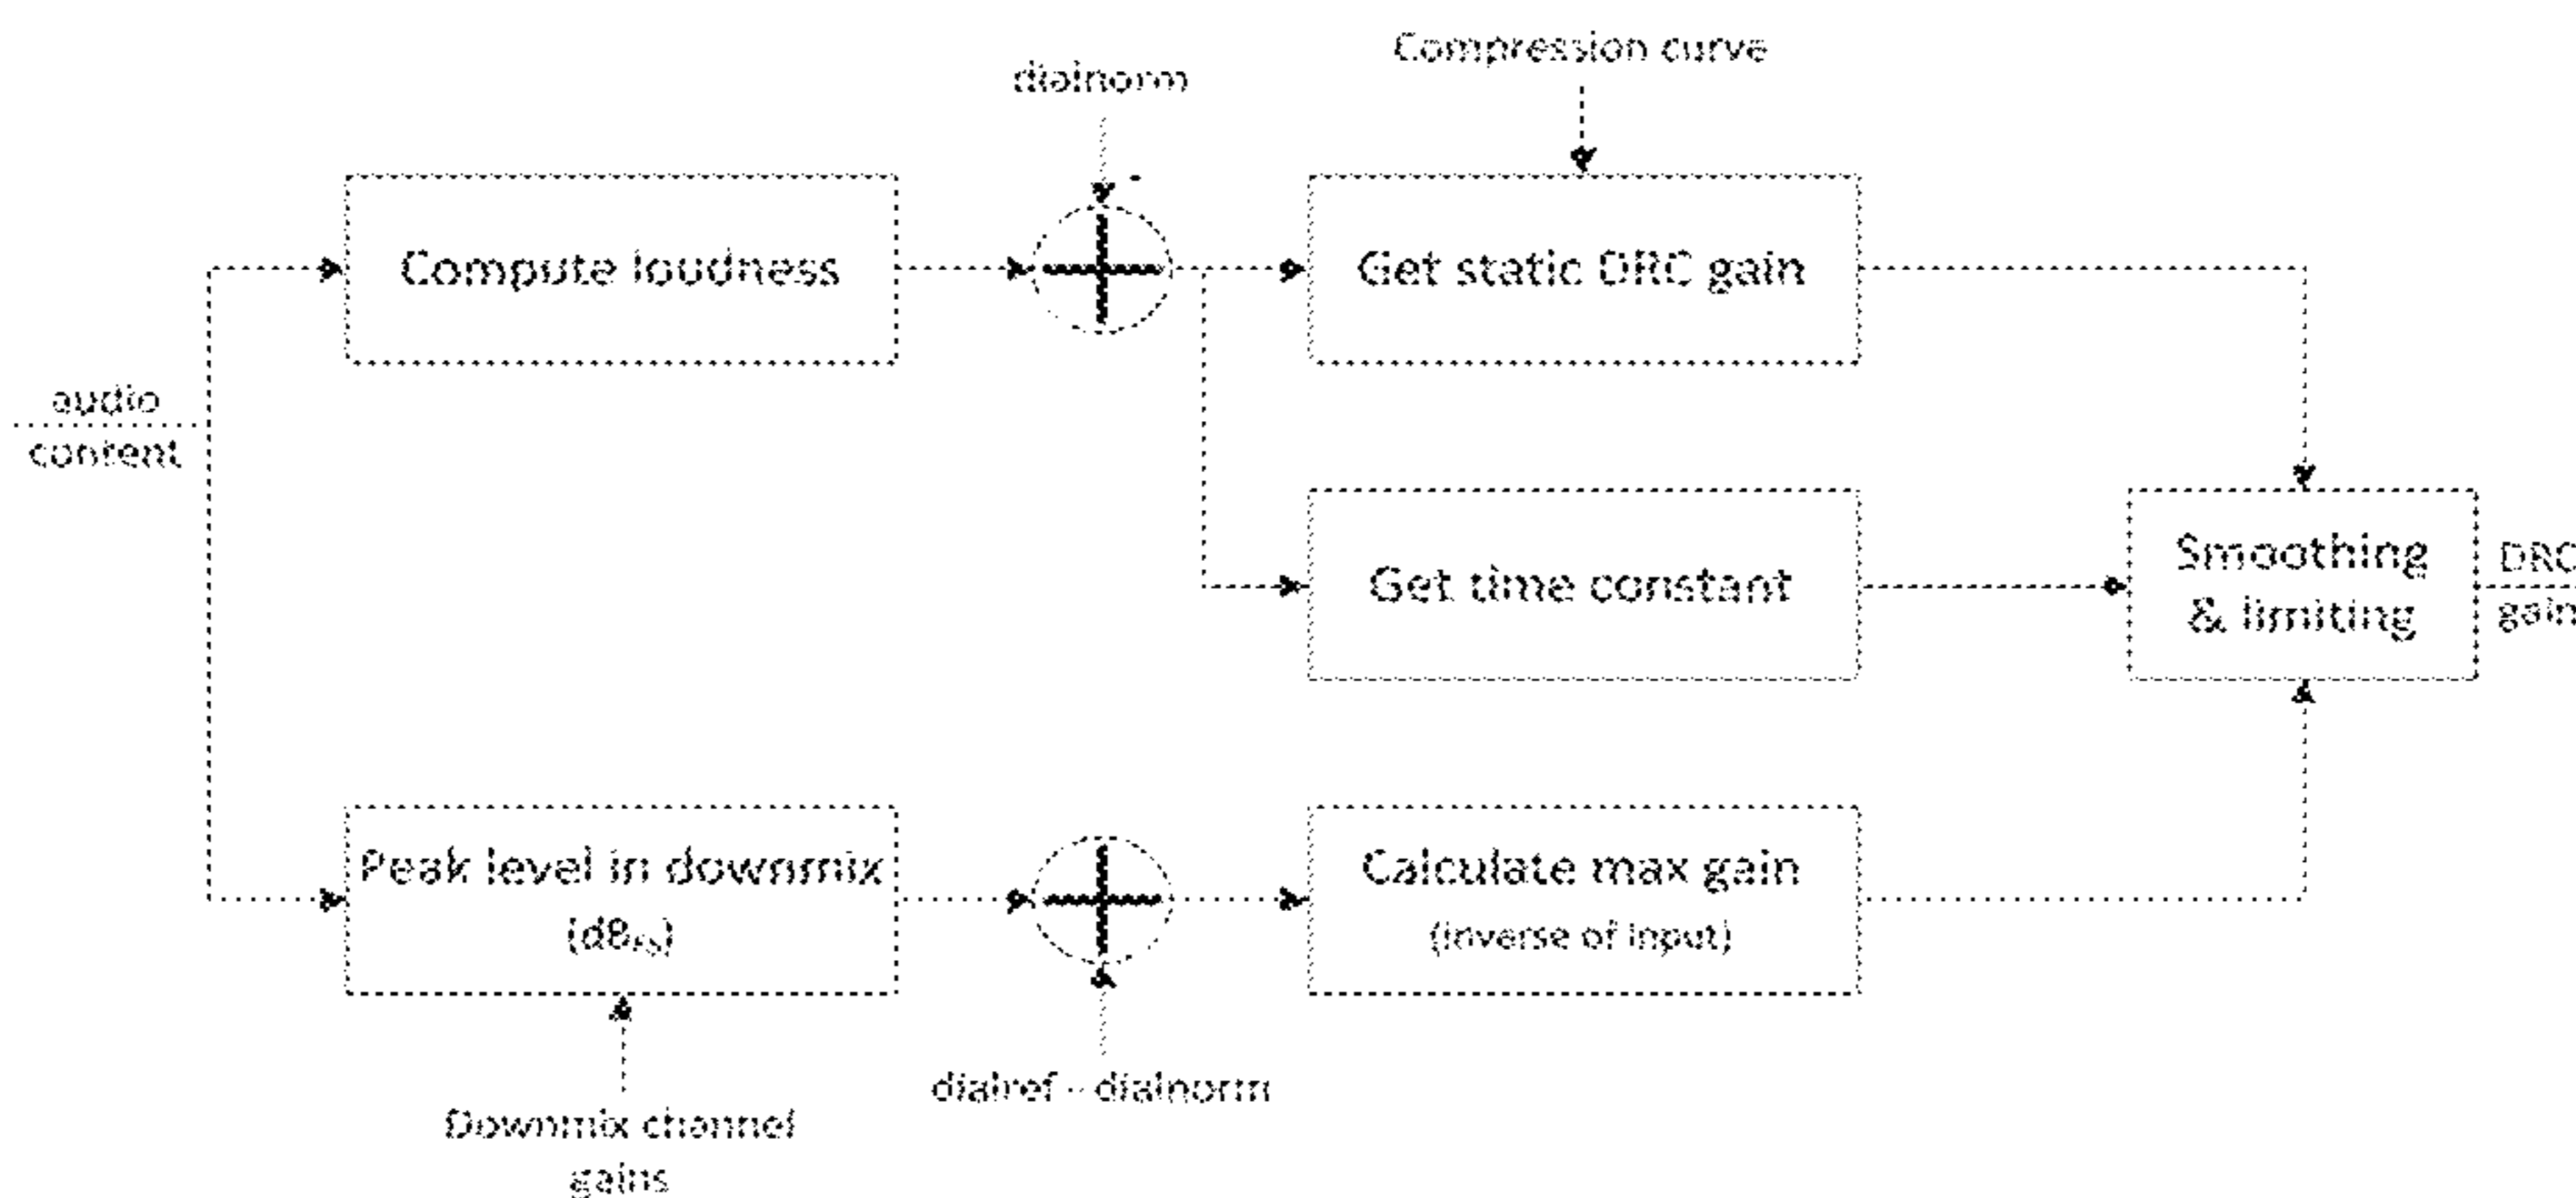 Compression curve
dialnorm
-
Compute loudness
Get static DRC gain
audio
content
Get time constant
Smoothing
& limiting
DRC
gain
Peak level in downmix
(dBFS)
Calculate max gain
(inverse of input)
dialref - dialnorm
Downmix channel
gains